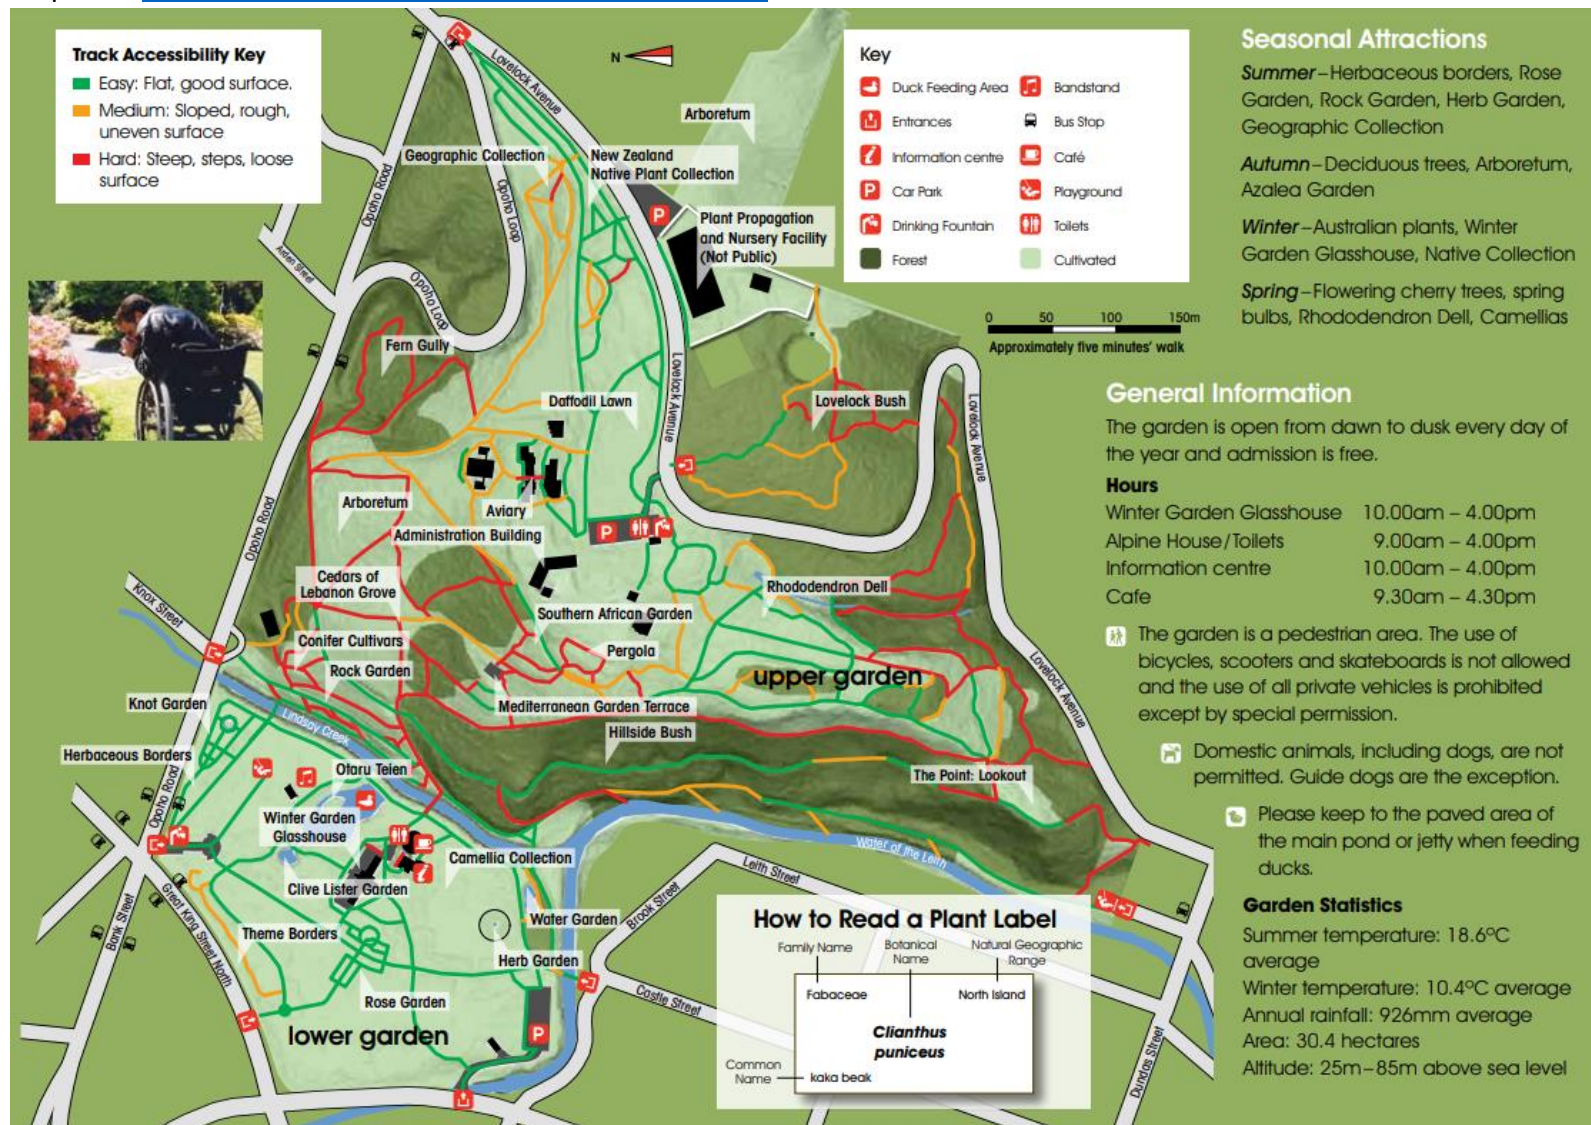 Track Accessibility Key
Easy: Flat, good surface.
Medium: Sloped, rough,
uneven surface
Hard: Steep, steps, loose
surface
N
Key
Duck Feeding Area
Bandstand
Entrances
Bus Stop
Information centre
Café
P
Car Park
Playground
Drinking Fountain
Toilets
Forest
Cultivated
0 50 100 150m
Approximately five minutes' walk
Seasonal Attractions
Summer–Herbaceous borders, Rose
Garden, Rock Garden, Herb Garden,
Geographic Collection
Autumn–Deciduous trees, Arboretum,
Azalea Garden
Winter–Australian plants, Winter
Garden Glasshouse, Native Collection
Spring–Flowering cherry trees, spring
bulbs, Rhododendron Dell, Camellias
General Information
The garden is open from dawn to dusk every day of
the year and admission is free.
Hours
Winter Garden Glasshouse 10.00am – 4.00pm
Alpine House/Toilets 9.00am – 4.00pm
Information centre 10.00am – 4.00pm
Cafe 9.30am – 4.30pm
The garden is a pedestrian area. The use of
bicycles, scooters and skateboards is not allowed
and the use of all private vehicles is prohibited
except by special permission.
Domestic animals, including dogs, are not
permitted. Guide dogs are the exception.
Please keep to the paved area of
the main pond or jetty when feeding
ducks.
Garden Statistics
Summer temperature: 18.6ºC
average
Winter temperature: 10.4ºC average
Annual rainfall: 926mm average
Area: 30.4 hectares
Altitude: 25m–85m above sea level
Lovelock Avenue
Arboretum
Geographic Collection
New Zealand
Native Plant Collection
Opoho Road
Opoho Loop
P
Plant Propagation
and Nursery Facility
(Not Public)
Arden Street
Opoho Loop
Fern Gully
Lovelock Avenue
Daffodil Lawn
Lovelock Bush
Lovelock Avenue
Arboretum
Aviary
Opoho Road
Administration Building
P
Cedars of
Lebanon Grove
Rhododendron Dell
Knox Street
Southern African Garden
Conifer Cultivars
Pergola
Rock Garden
upper garden
Lovelock Avenue
Knot Garden
Mediterranean Garden Terrace
Lindsay Creek
Hillside Bush
Herbaceous Borders
Otaru Teien
The Point: Lookout
Opoho Road
Winter Garden
Glasshouse
Camellia Collection
Water of the Leith
Leith Street
Clive Lister Garden
Bank Street
Great King Street North
Water Garden
Brook Street
Theme Borders
Herb Garden
Rose Garden
Castle Street
lower garden
P
Dundas Street
How to Read a Plant Label
Family Name
Botanical
Name
Natural Geographic
Range
Fabaceae
North Island
Clianthus
puniceus
Common
Name
kaka beak